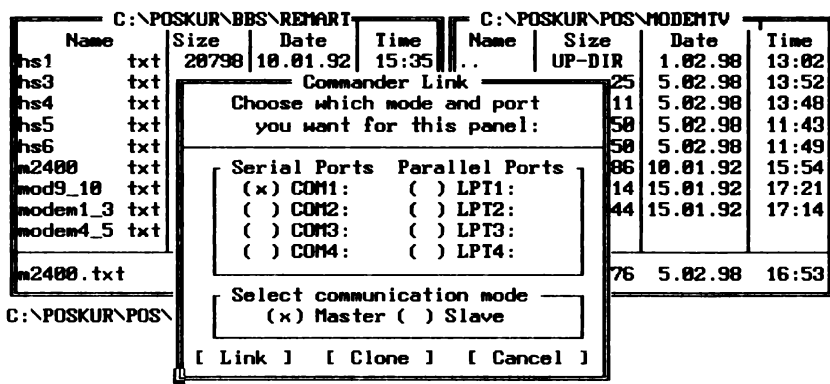 C:\POSKUR\BBS\REMART C:\POSKUR\POS\MODEMTV
Name Size Date Time Name Size Date Time
hs1 txt 20798 10.01.92 15:35 .. UP-DIR 1.02.98 13:02
hs3 txt Commander Link 25 5.02.98 13:52
hs4 txt Choose which mode and port 11 5.02.98 13:48
hs5 txt you want for this panel: 50 5.02.98 11:43
hs6 txt 50 5.02.98 11:49
m2400 txt Serial Ports Parallel Ports 86 10.01.92 15:54
mod9_10 txt (x) COM1: ( ) LPT1: 14 15.01.92 17:21
modem1_3 txt ( ) COM2: ( ) LPT2: 44 15.01.92 17:14
modem4_5 txt ( ) COM3: ( ) LPT3:
( ) COM4: ( ) LPT4:
m2400.txt 76 5.02.98 16:53
Select communication mode
C:\POSKUR\POS\ (x) Master ( ) Slave
[ Link ] [ Clone ] [ Cancel ]